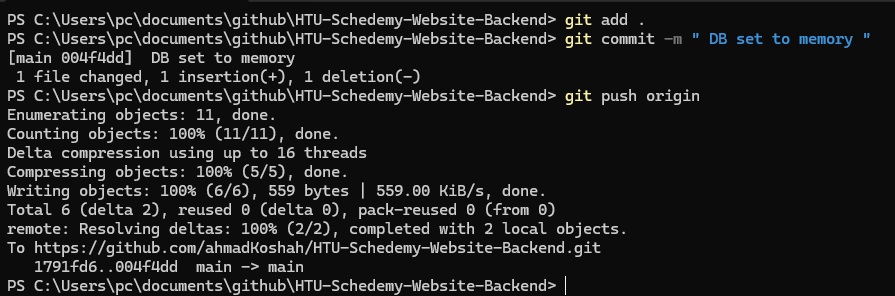 PS C:\Users\pc\documents\github\HTU-Schedemy-Website-Backend> git add .
PS C:\Users\pc\documents\github\HTU-Schedemy-Website-Backend> git commit -m " DB set to memory "
[main 004f4dd]  DB set to memory
 1 file changed, 1 insertion(+), 1 deletion(-)
PS C:\Users\pc\documents\github\HTU-Schedemy-Website-Backend> git push origin
Enumerating objects: 11, done.
Counting objects: 100% (11/11), done.
Delta compression using up to 16 threads
Compressing objects: 100% (5/5), done.
Writing objects: 100% (6/6), 559 bytes | 559.00 KiB/s, done.
Total 6 (delta 2), reused 0 (delta 0), pack-reused 0 (from 0)
remote: Resolving deltas: 100% (2/2), completed with 2 local objects.
To https://github.com/ahmadKoshah/HTU-Schedemy-Website-Backend.git
   1791fd6..004f4dd  main -> main
PS C:\Users\pc\documents\github\HTU-Schedemy-Website-Backend>